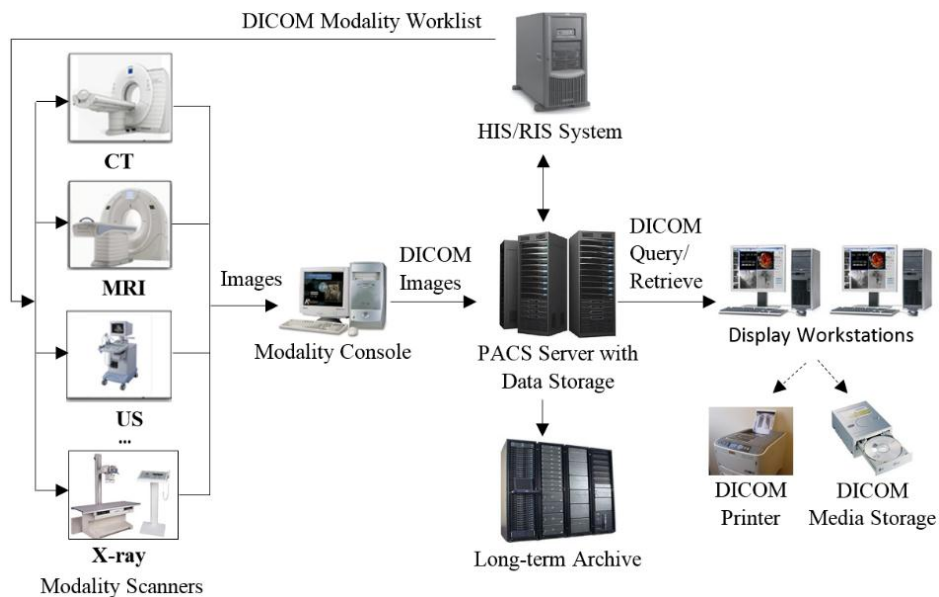 DICOM Modality Worklist
HIS/RIS System
CT
MRI
US
...
X-ray
Modality Scanners
Images
Modality Console
DICOM
Images
PACS Server with
Data Storage
DICOM
Query/
Retrieve
Display Workstations
Long-term Archive
DICOM
Printer
DICOM
Media Storage